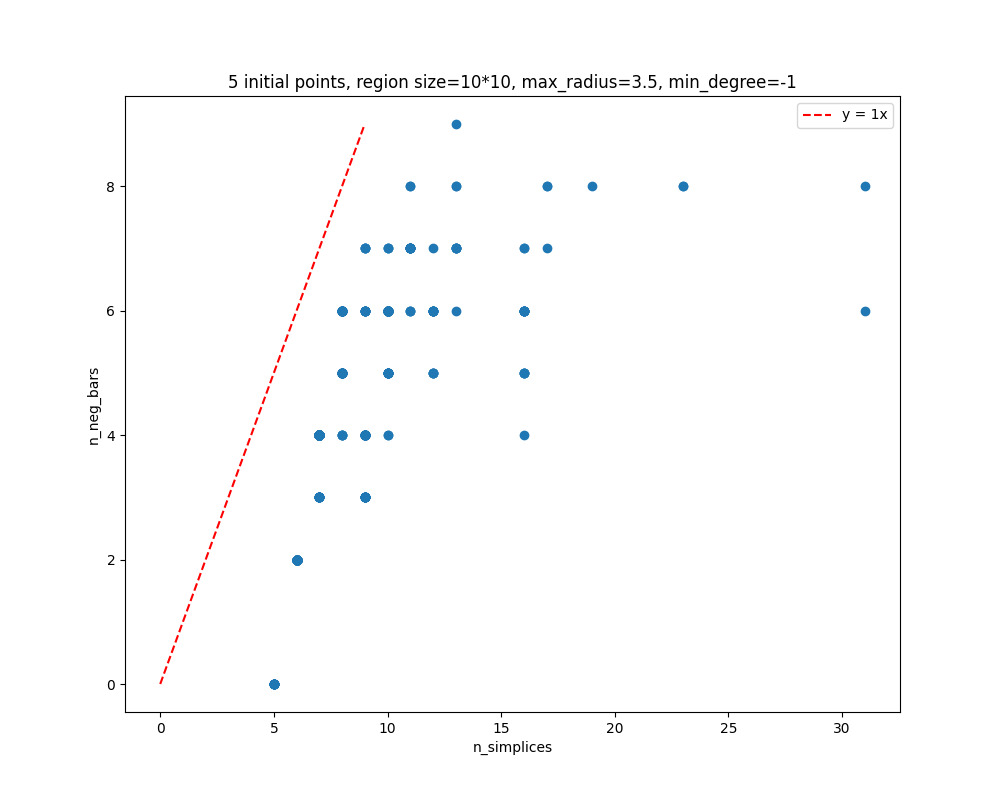 5 initial points, region size=10*10, max_radius=3.5, min_degree=-1
y = 1x
8
6
4
2
0
n_neg_bars
0 5 10 15 20 25 30
n_simplices